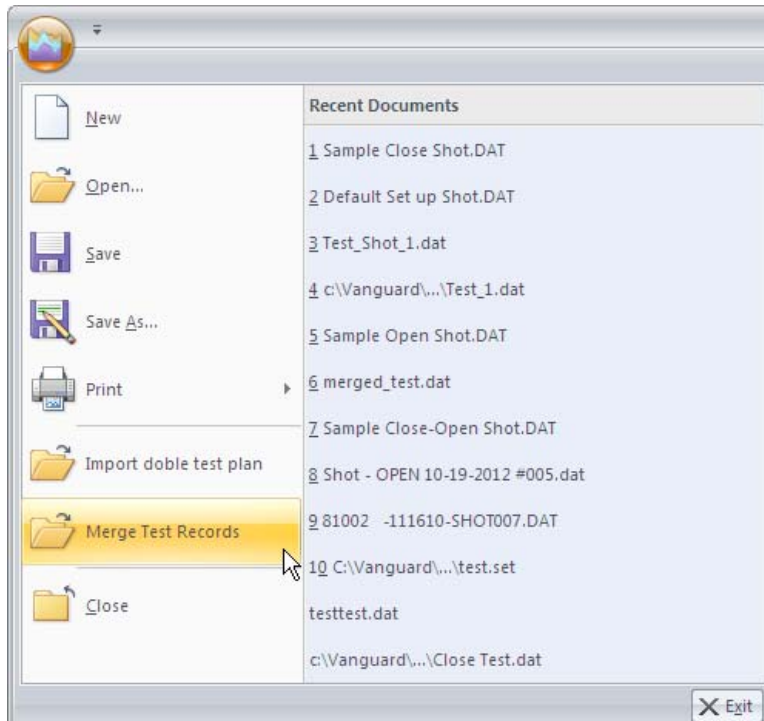 New
Open...
Save
Save As...
Print
Import doble test plan
Merge Test Records
Close
Recent Documents
1 Sample Close Shot.DAT
2 Default Set up Shot.DAT
3 Test_Shot_1.dat
4 c:\Vanguard\...\Test_1.dat
5 Sample Open Shot.DAT
6 merged_test.dat
7 Sample Close-Open Shot.DAT
8 Shot - OPEN 10-19-2012 #005.dat
9 81002   -111610-SHOT007.DAT
10 C:\Vanguard\...\test.set
testtest.dat
c:\Vanguard\...\Close Test.dat
Exit